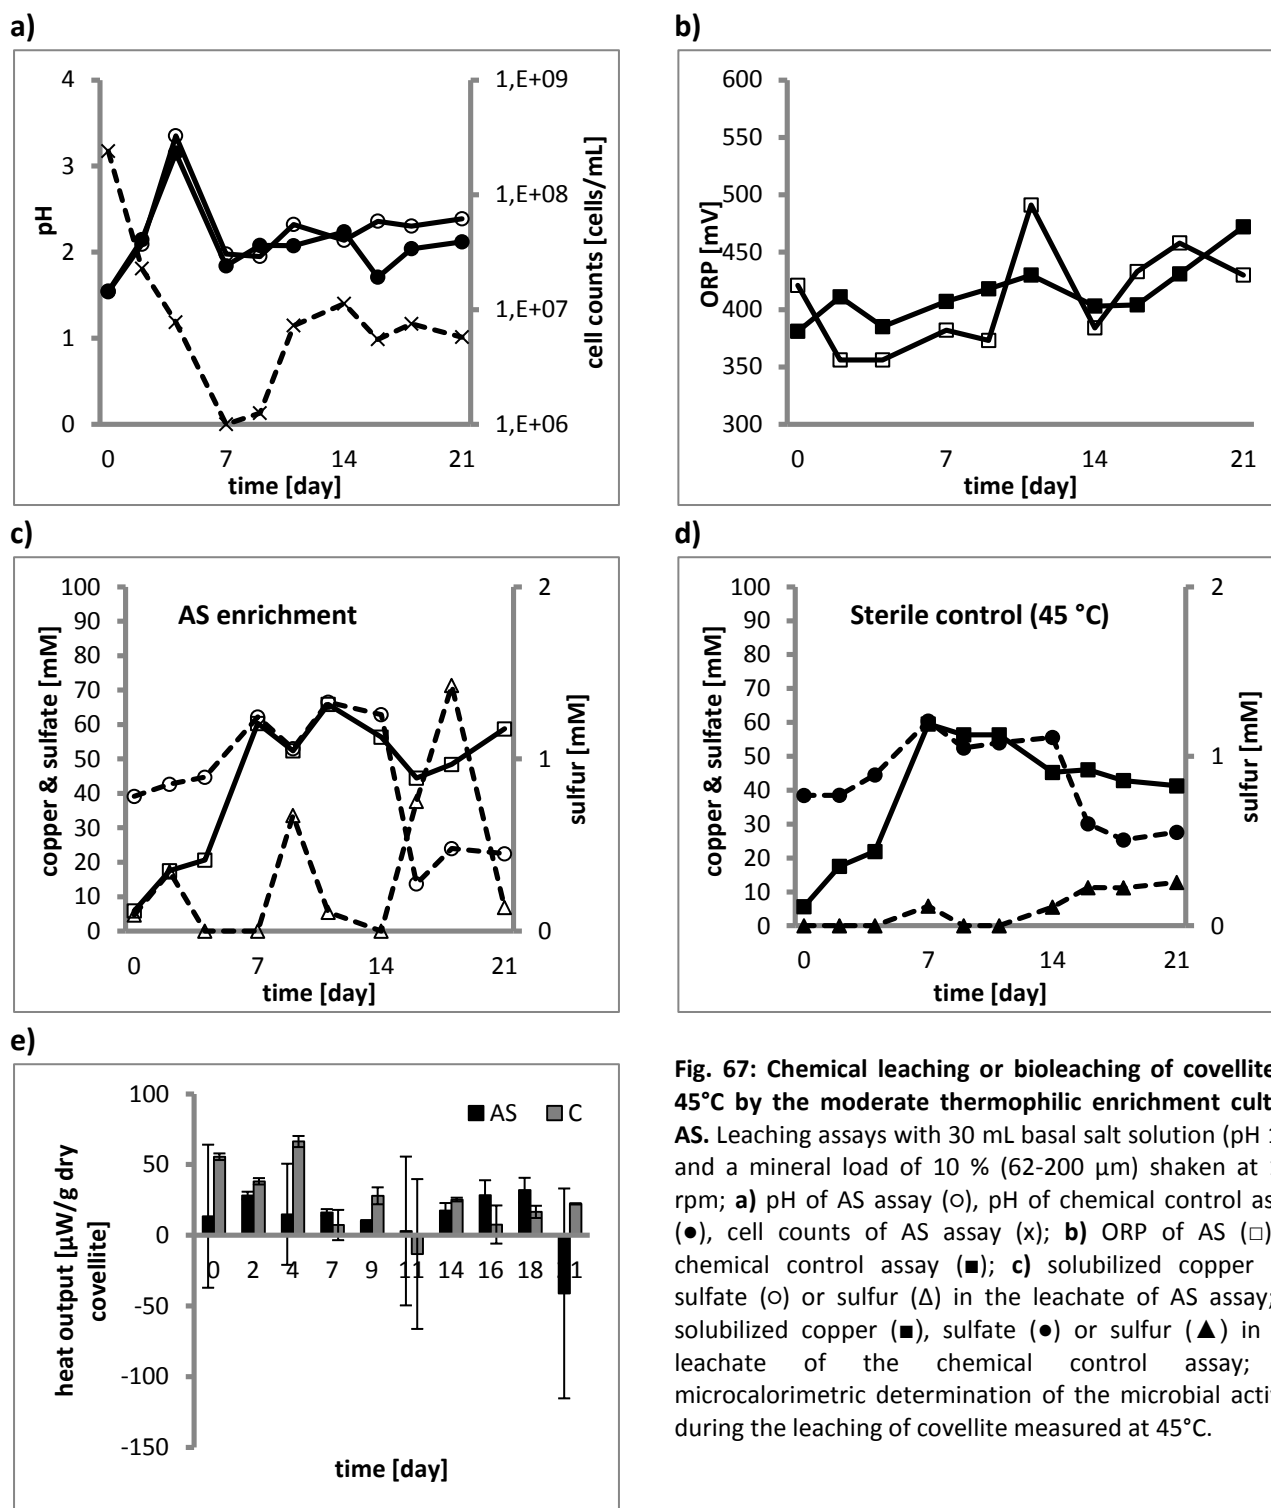 a)
4
3
2
1
0
pH
1,E+09
1,E+08
1,E+07
1,E+06
cell counts [cells/mL]
0 7 14 21
time [day]
b)
600
550
500
450
400
350
300
ORP [mV]
0 7 14 21
time [day]
c)
AS enrichment
100
90
80
70
60
50
40
30
20
10
0
copper & sulfate [mM]
2
1
0
sulfur [mM]
0 7 14 21
time [day]
d)
Sterile control (45 °C)
100
90
80
70
60
50
40
30
20
10
0
copper & sulfate [mM]
2
1
0
sulfur [mM]
0 7 14 21
time [day]
e)
100
50
0
-50
-100
-150
heat output [µW/g dry covellite]
AS C
0 2 4 7 9 11 14 16 18 21
time [day]
Fig. 67: Chemical leaching or bioleaching of covellite
45°C by the moderate thermophilic enrichment cult
AS. Leaching assays with 30 mL basal salt solution (pH 1
and a mineral load of 10 % (62-200 µm) shaken at
rpm; a) pH of AS assay (○), pH of chemical control as
(●), cell counts of AS assay (x); b) ORP of AS (□)
chemical control assay (■); c) solubilized copper
sulfate (○) or sulfur (Δ) in the leachate of AS assay;
solubilized copper (■), sulfate (●) or sulfur (▲) in
leachate of the chemical control assay;
microcalorimetric determination of the microbial activ
during the leaching of covellite measured at 45°C.